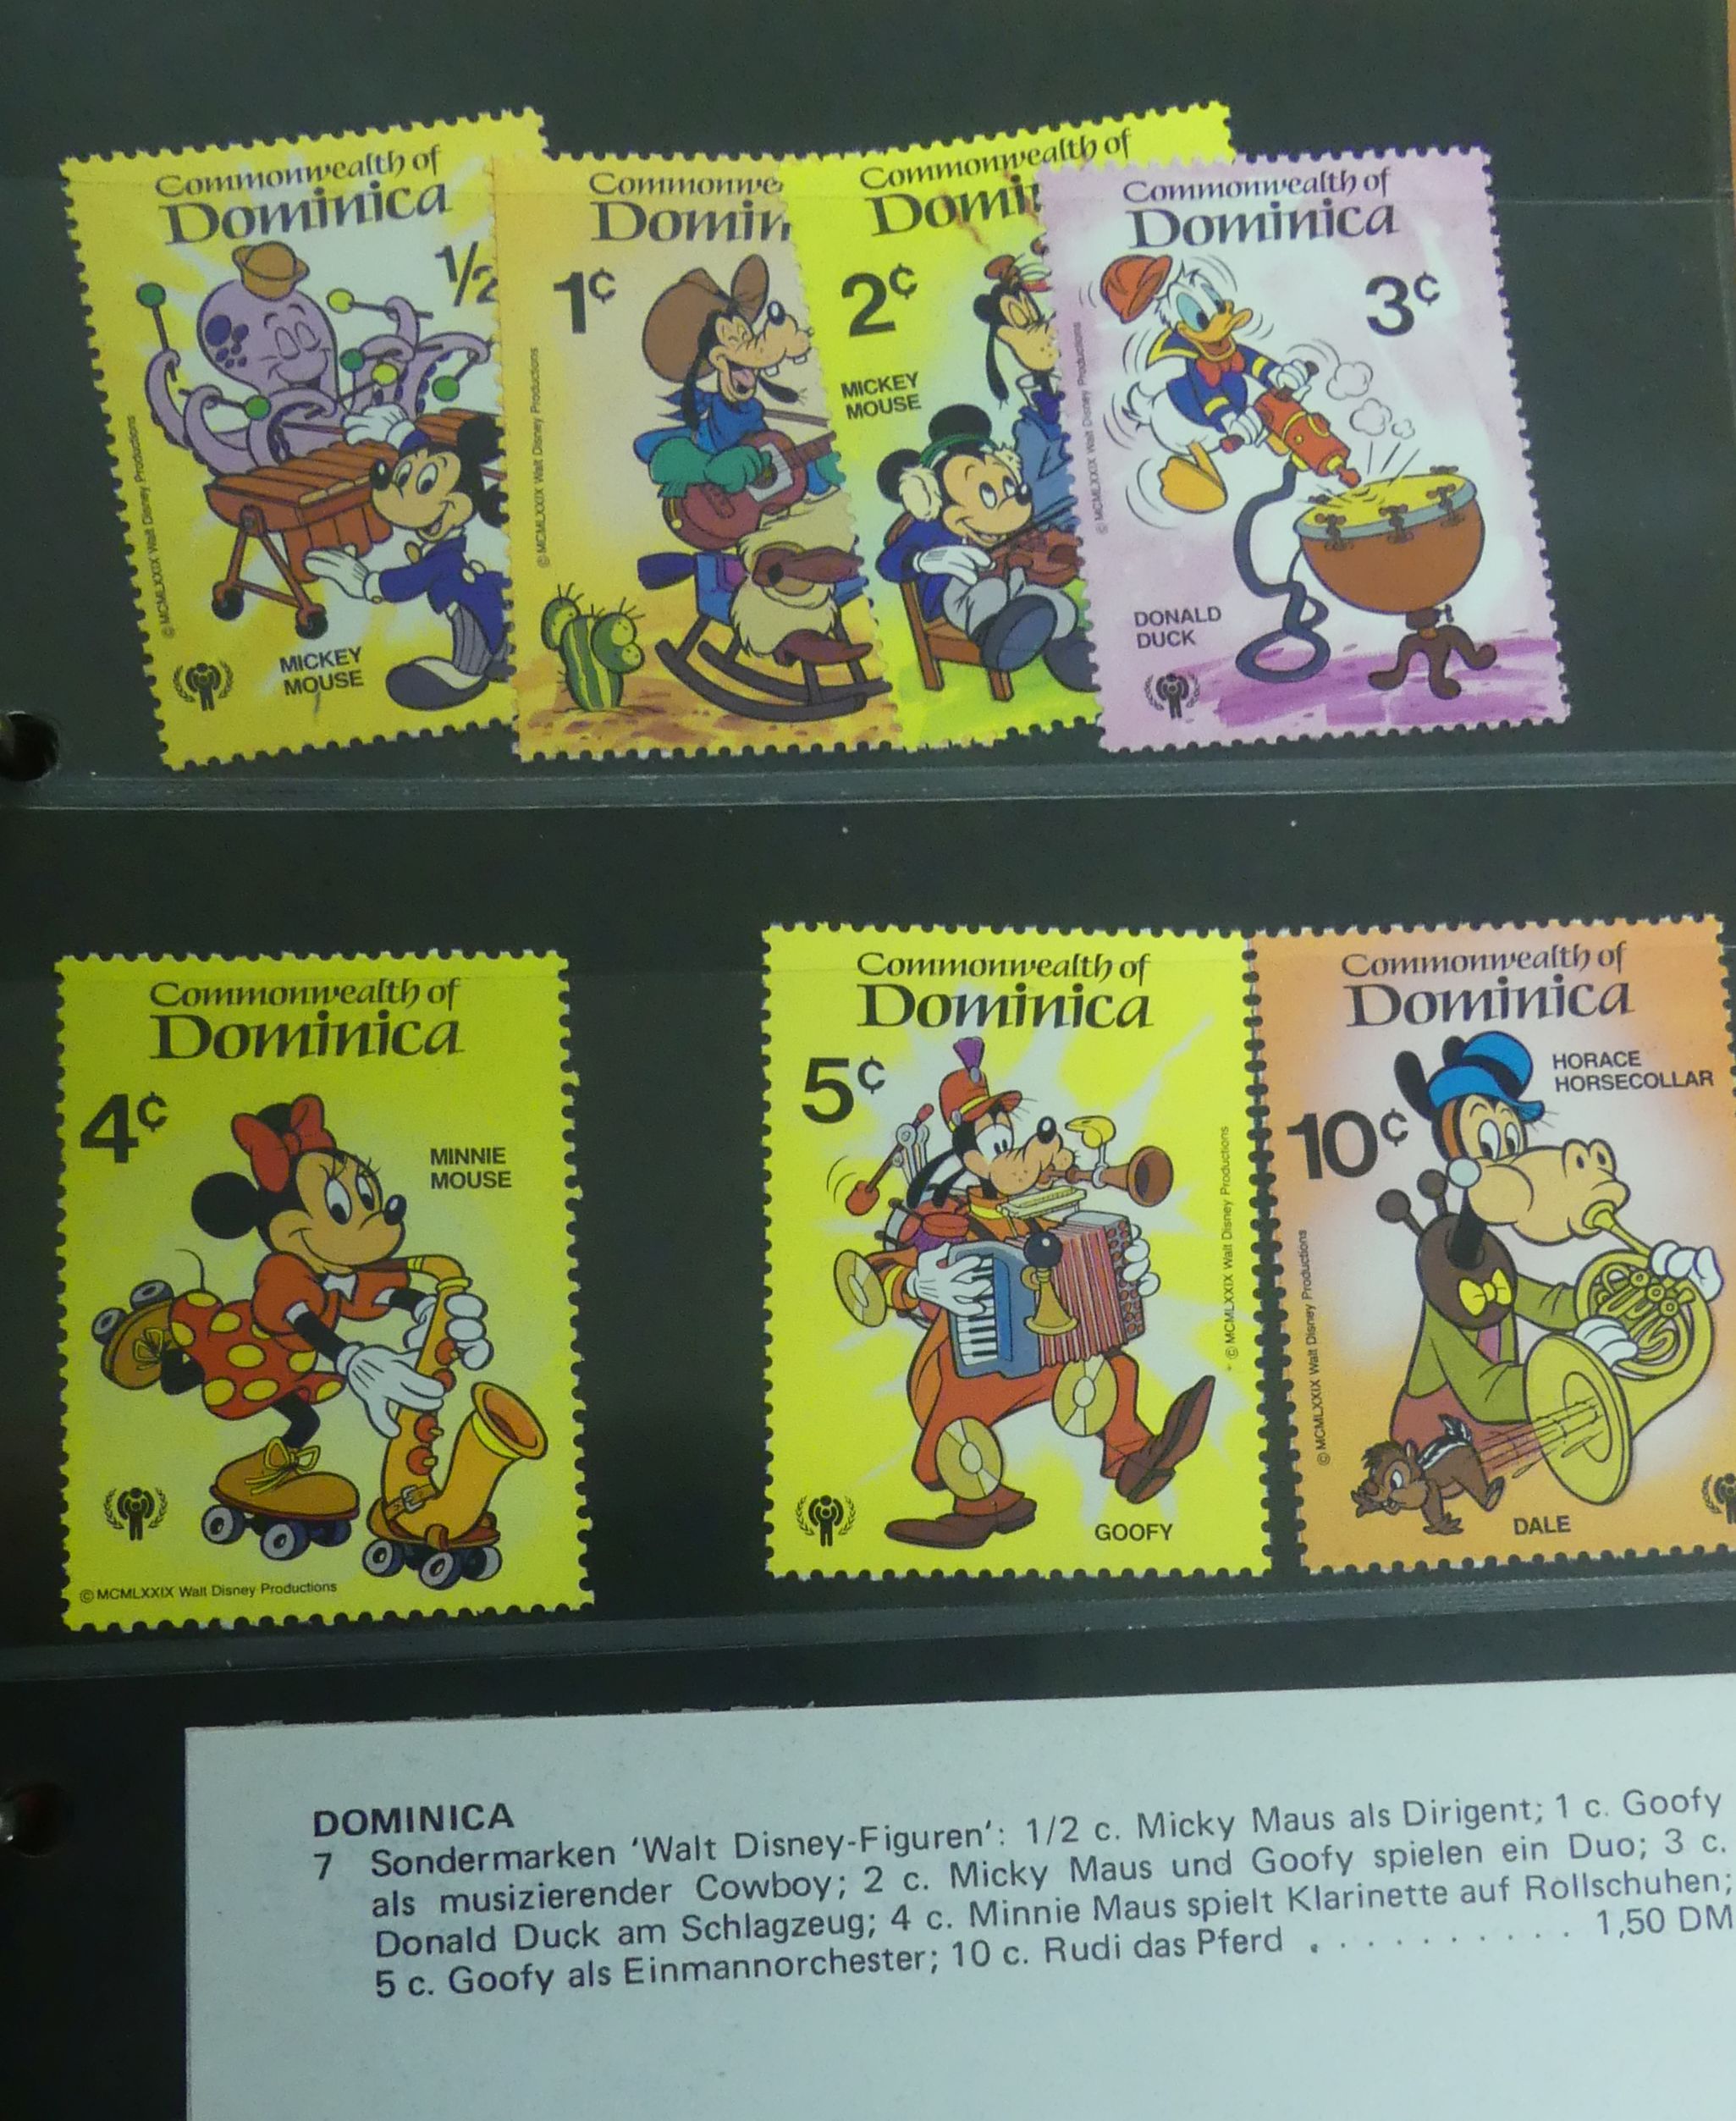 Commonwealth of
Dominica
1/2
MICKEY
MOUSE
© MCMLXXIX Walt Disney Productions
Commonwe
Domin
1¢
© MCMLXXIX Walt Disney Productions
Commonwealth of
Domin
2¢
MICKEY
MOUSE
Commonwealth of
Dominica
3¢
DONALD
DUCK
© MCMLXXIX Walt Disney Productions
Commonwealth of
Dominica
4¢
MINNIE
MOUSE
© MCMLXXIX Walt Disney Productions
Commonwealth of
Dominica
5¢
© MCMLXXIX Walt Disney Productions
GOOFY
Commonwealth of
Dominica
HORACE
HORSECOLLAR
10¢
© MCMLXXIX Walt Disney Productions
DALE
DOMINICA
7 Sondermarken 'Walt Disney-Figuren': 1/2 c. Micky Maus als Dirigent; 1 c. Goofy
als musizierender Cowboy; 2 c. Micky Maus und Goofy spielen ein Duo; 3 c.
Donald Duck am Schlagzeug; 4 c. Minnie Maus spielt Klarinette auf Rollschuhen;
5 c. Goofy als Einmannorchester; 10 c. Rudi das Pferd . . . . . . . . . . 1,50 DM